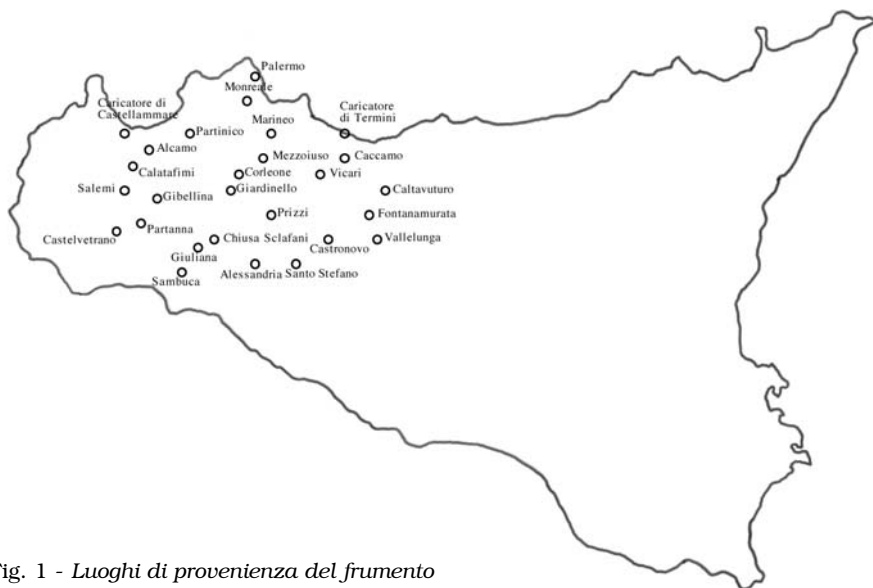 Palermo
Monreale
Caricatore di
Castellammare
Partinico
Marineo
Caricatore
di Termini
Alcamo
Mezzoiuso
Caccamo
Calatafimi
Corleone
Vicari
Salemi
Gibellina
Giardinello
Caltavuturo
Prizzi
Fontanamurata
Partanna
Castelvetrano
Chiusa Sclafani
Castronovo
Vallelunga
Giuliana
Sambuca
Alessandria
Santo Stefano
ig. 1 - Luoghi di provenienza del frumento